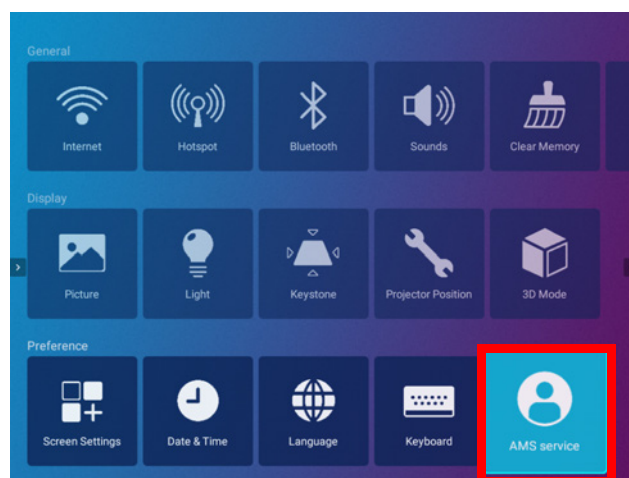 General
Internet
Hotspot
Bluetooth
Sounds
Clear Memory
Display
Picture
Light
Keystone
Projector Position
3D Mode
Preference
Screen Settings
Date & Time
Language
Keyboard
AMS service